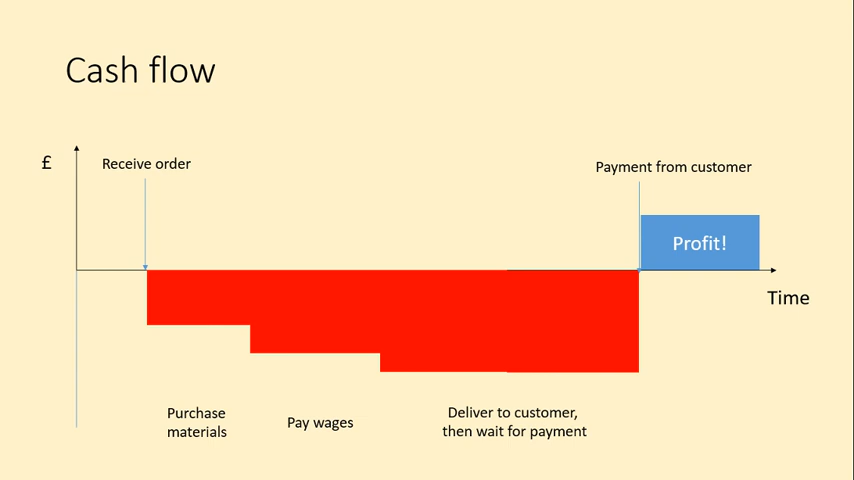 Cash flow
£
Receive order
Payment from customer
Profit!
Time
Purchase
materials
Pay wages
Deliver to customer,
then wait for payment